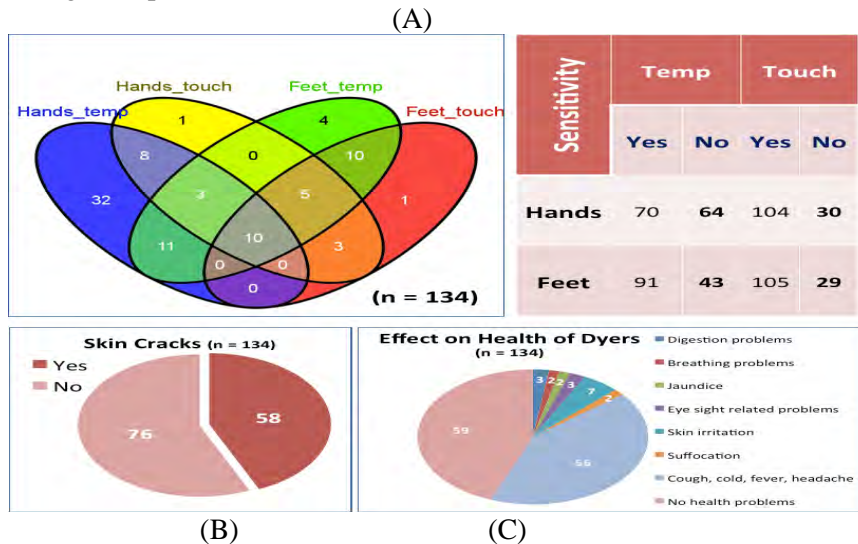 (A)
Hands_touch
Feet_temp
Hands_temp
Feet_touch
1
4
8
0
10
32
3
5
1
11
10
3
0
0
0
(n = 134)
Sensitivity
Temp Touch
Yes No Yes No
Hands 70 64 104 30
Feet 91 43 105 29
Skin Cracks (n = 134)
Yes
No
76
58
Effect on Health of Dyers
(n = 134)
3 2 2 3 7 2
59
56
Digestion problems
Breathing problems
Jaundice
Eye sight related problems
Skin irritation
Suffocation
Cough, cold, fever, headache
No health problems
(B) (C)